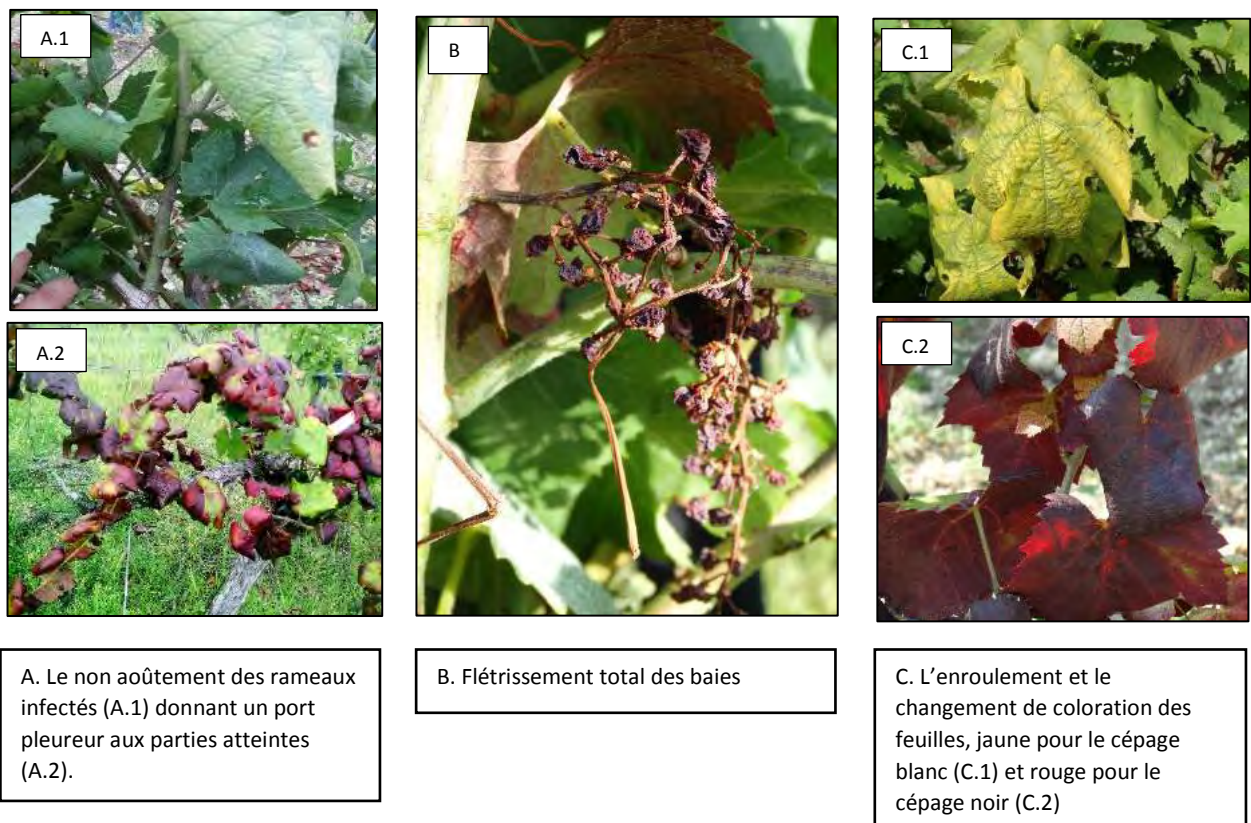 A.1
A.2
B
C.1
C.2
A. Le non aoûtement des rameaux
infectés (A.1) donnant un port
pleureur aux parties atteintes
(A.2).
B. Flétrissement total des baies
C. L’enroulement et le
changement de coloration des
feuilles, jaune pour le cépage
blanc (C.1) et rouge pour le
cépage noir (C.2)